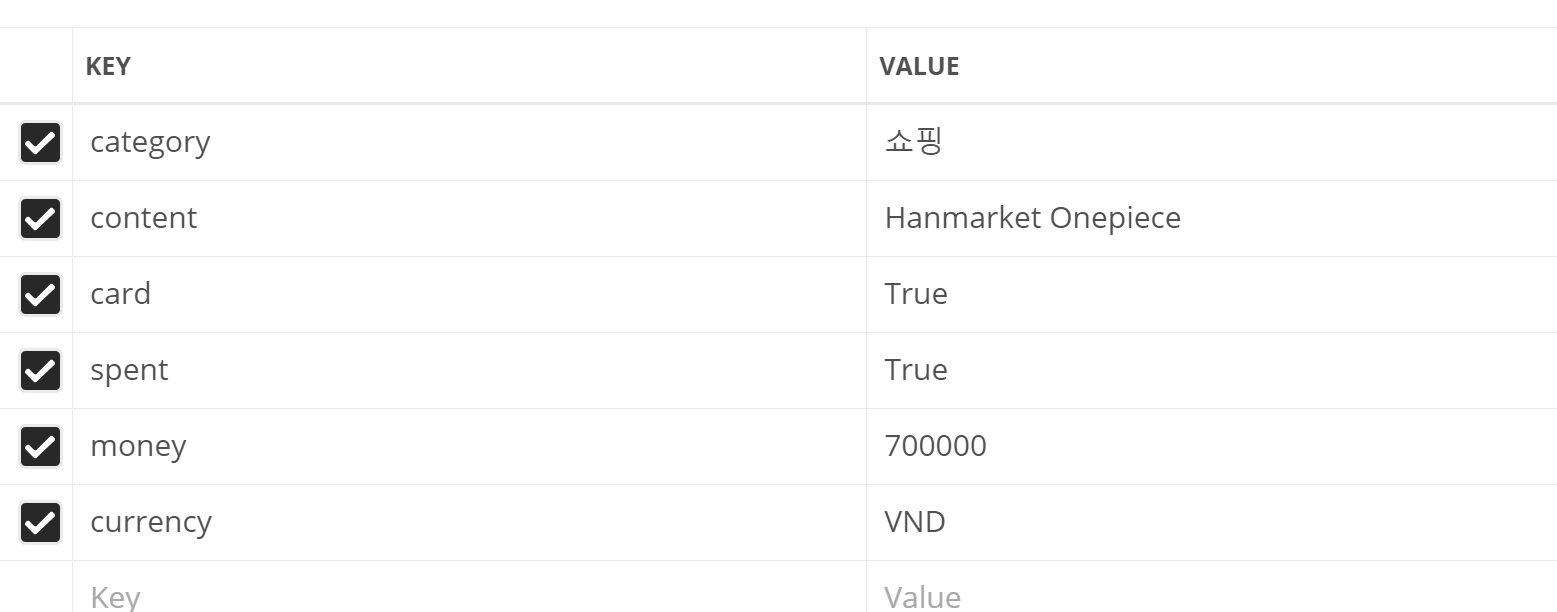 KEY VALUE
category 쇼핑
content Hanmarket Onepiece
card True
spent True
money 700000
currency VND
Key Value